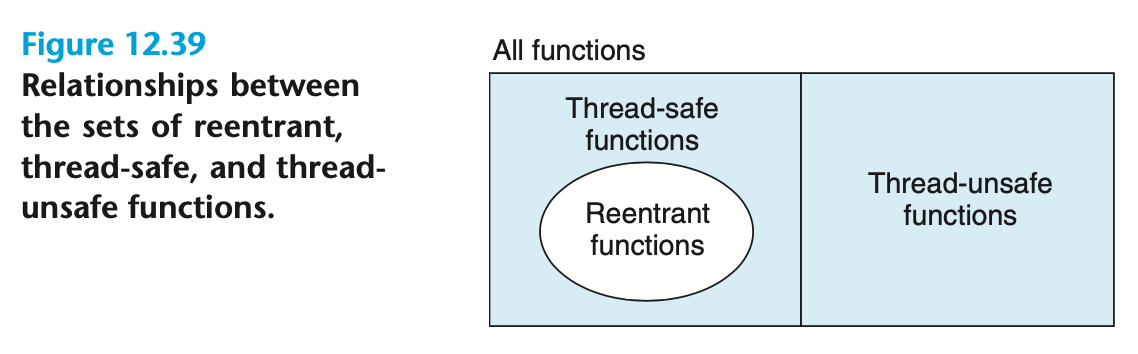 Figure 12.39
Relationships between
the sets of reentrant,
thread-safe, and thread-
unsafe functions.
All functions
Thread-safe
functions
Reentrant
functions
Thread-unsafe
functions